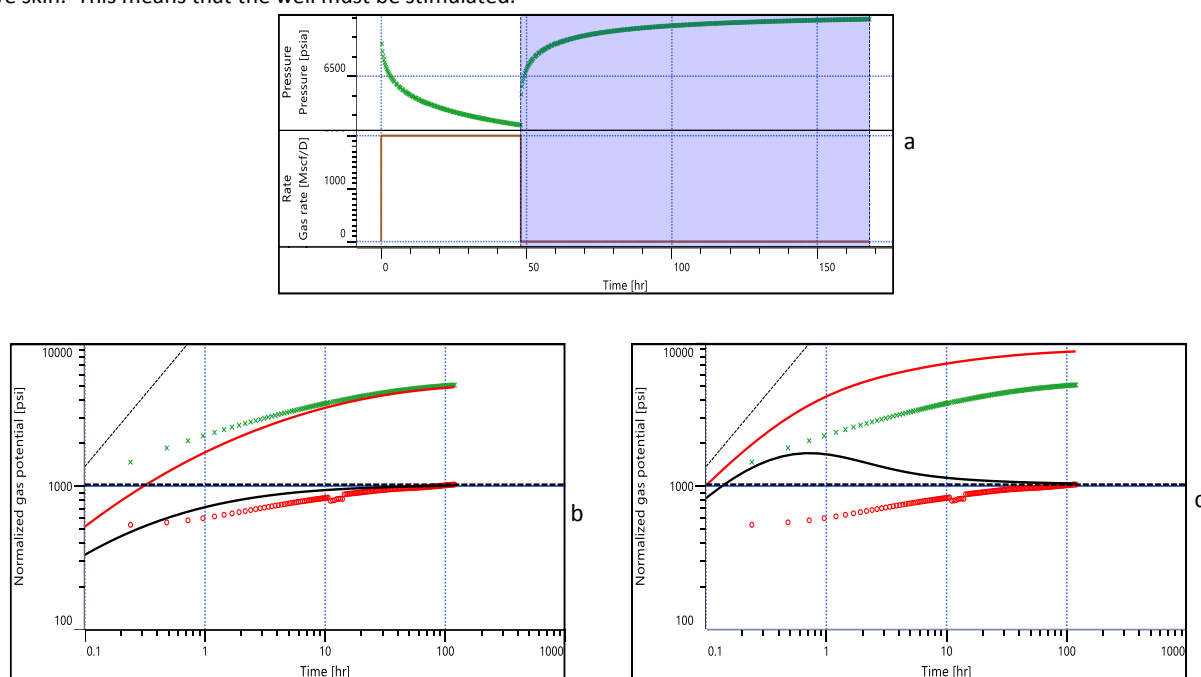 ve skin. This means that the well must be stimulated.
Pressure
Pressure [psia]
6500
a
Rate
Gas rate [Mscf/D]
1000
0
0 50 100 150
Time [hr]
10000
Normalized gas potential [psi]
1000
b
100
0.1 1 10 100 1000
Time [hr]
10000
Normalized gas potential [psi]
1000
100
0.1 1 10 100 1000
Time [hr]